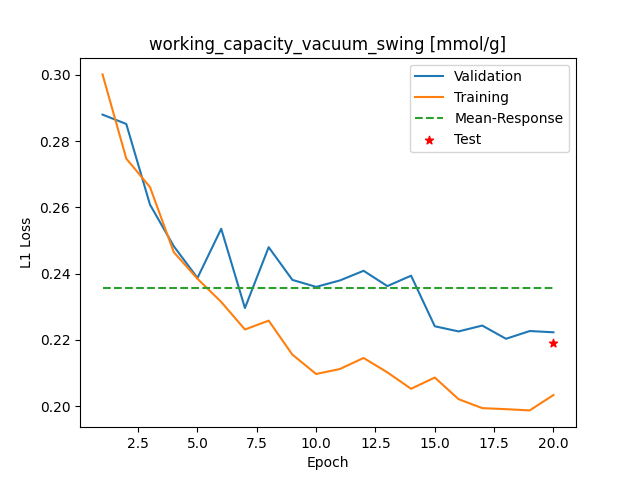 working_capacity_vacuum_swing [mmol/g]
Validation
Training
Mean-Response
Test
L1 Loss
0.30
0.28
0.26
0.24
0.22
0.20
2.5 5.0 7.5 10.0 12.5 15.0 17.5 20.0
Epoch